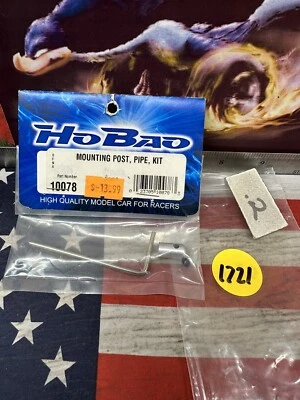 HoBao
MOUNTING POST, PIPE, KIT
Part Number
10078
$ 13.99
HIGH QUALITY MODEL CAR FOR RACERS
.2
1721